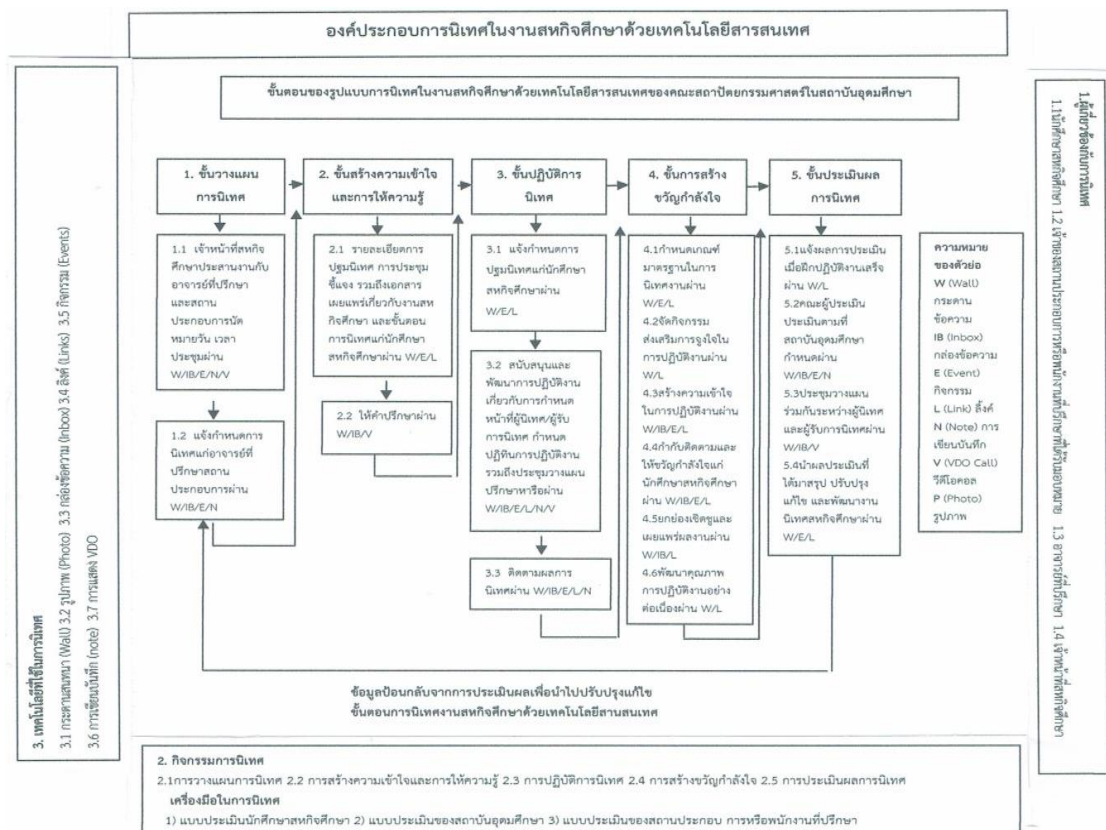 องค์ประกอบการนิเทศในงานสหกิจศึกษาด้วยเทคโนโลยีสารสนเทศ
ขั้นตอนของรูปแบบการนิเทศในงานสหกิจศึกษาด้วยเทคโนโลยีสารสนเทศของคณะสถาปัตยกรรมศาสตร์ในสถาบันอุดมศึกษา
1. ขั้นวางแผน
การนิเทศ
1.1 เจ้าหน้าที่สหกิจ
ศึกษาประสานงานกับ
อาจารย์ที่ปรึกษา
และสถาน
ประกอบการนัด
หมายวัน เวลา
ประชุมผ่าน
W/IB/E/N/V
1.2 แจ้งกำหนดการ
นิเทศแก่อาจารย์ที่
ปรึกษาสถาน
ประกอบการผ่าน
W/IB/E/N
2. ขั้นสร้างความเข้าใจ
และการให้ความรู้
2.1 รายละเอียดการ
ปฐมนิเทศ การประชุม
ชี้แจง รวมถึงเอกสาร
เผยแพร่เกี่ยวกับงานสห
กิจศึกษา และขั้นตอน
การนิเทศแก่นักศึกษา
สหกิจศึกษาผ่าน W/E/L
2.2 ให้คำปรึกษาผ่าน
W/IB/V
3. ขั้นปฏิบัติการ
นิเทศ
3.1 แจ้งกำหนดการ
ปฐมนิเทศแก่นักศึกษา
สหกิจศึกษาผ่าน
W/E/L
3.2 สนับสนุนและ
พัฒนาการปฏิบัติงาน
เกี่ยวกับการกำหนด
หน้าที่ผู้นิเทศ/ผู้รับ
การนิเทศ กำหนด
ปฏิทินการปฏิบัติงาน
รวมถึงประชุมวางแผน
ปรึกษาหารือผ่าน
W/IB/E/L/N/V
3.3 ติดตามผลการ
นิเทศผ่าน W/IB/E/L/N
4. ขั้นการสร้าง
ขวัญกำลังใจ
4.1กำหนดเกณฑ์
มาตรฐานในการ
นิเทศงานผ่าน
W/E/L
4.2จัดกิจกรรม
ส่งเสริมการจูงใจใน
การปฏิบัติงานผ่าน
W/L
4.3สร้างความเข้าใจ
ในการปฏิบัติงานผ่าน
W/IB/E/L
4.4กำกับติดตามและ
ให้ขวัญกำลังใจแก่
นักศึกษาสหกิจศึกษา
ผ่าน W/IB/E/L
4.5ยกย่องเชิดชูและ
เผยแพร่ผลงานผ่าน
W/IB/L
4.6พัฒนาคุณภาพ
การปฏิบัติงานอย่าง
ต่อเนื่องผ่าน W/L
5. ขั้นประเมินผล
การนิเทศ
5.1แจ้งผลการประเมิน
เมื่อฝึกปฏิบัติงานเสร็จ
ผ่าน W/L
5.2คณะผู้ประเมิน
ประเมินตามที่
สถาบันอุดมศึกษา
กำหนดผ่าน
W/IB/E/N
5.3ประชุมวางแผน
ร่วมกันระหว่างผู้นิเทศ
และผู้รับการนิเทศผ่าน
W/IB/V
5.4นำผลประเมินที่
ได้มาสรุป ปรับปรุง
แก้ไข และพัฒนางาน
นิเทศสหกิจศึกษาผ่าน
W/E/L
ความหมาย
ของตัวย่อ
W (Wall)
กระดาน
ข้อความ
IB (Inbox)
กล่องข้อความ
E (Event)
กิจกรรม
L (Link) ลิ้งค์
N (Note) การ
เขียนบันทึก
V (VDO Call)
วีดีโอคอล
P (Photo)
รูปภาพ
ข้อมูลป้อนกลับจากการประเมินผลเพื่อนำไปปรับปรุงแก้ไข
ขั้นตอนการนิเทศงานสหกิจศึกษาด้วยเทคโนโลยีสานสนเทศ
1.ผู้เกี่ยวข้องกับการนิเทศ
1.1นักศึกษาสหกิจศึกษา 1.2 เจ้าของสถานประกอบการหรือพนักงานที่ปรึกษาที่ได้รับมอบหมาย 1.3 อาจารย์ที่ปรึกษา 1.4 เจ้าหน้าที่สหกิจศึกษา
2. กิจกรรมการนิเทศ
2.1การวางแผนการนิเทศ 2.2 การสร้างความเข้าใจและการให้ความรู้ 2.3 การปฏิบัติการนิเทศ 2.4 การสร้างขวัญกำลังใจ 2.5 การประเมินผลการนิเทศ
เครื่องมือในการนิเทศ
1) แบบประเมินนักศึกษาสหกิจศึกษา 2) แบบประเมินของสถาบันอุดมศึกษา 3) แบบประเมินของสถานประกอบ การหรือพนักงานที่ปรึกษา
3. เทคโนโลยีที่ใช้ในการนิเทศ
3.1 กระดานสนทนา (Wall) 3.2 รูปภาพ (Photo) 3.3 กล่องข้อความ (Inbox) 3.4 ลิงค์ (Links) 3.5 กิจกรรม (Events)
3.6 การเขียนบันทึก (note) 3.7 การแสดง VDO